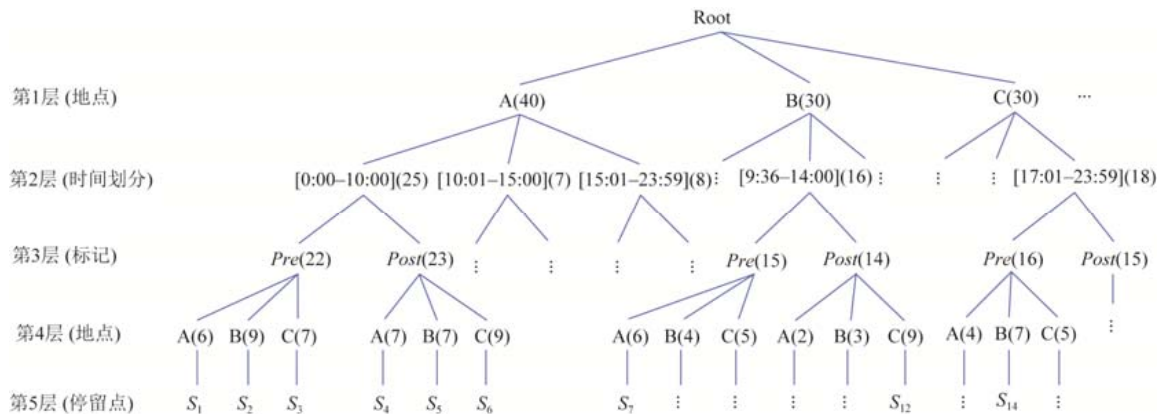 Root
第1层 (地点) A(40) B(30) C(30) ⋯
第2层 (时间划分) [0:00–10:00](25) [10:01–15:00](7) [15:01–23:59](8) ⋮ [9:36–14:00](16) ⋮ ⋮ ⋮ [17:01–23:59](18)
第3层 (标记) Pre(22) Post(23) ⋮ ⋮ ⋮ ⋮ Pre(15) Post(14) Pre(16) Post(15)
第4层 (地点) A(6) B(9) C(7) A(7) B(7) C(9) A(6) B(4) C(5) A(2) B(3) C(9) A(4) B(7) C(5) ⋮
第5层 (停留点) S₁ S₂ S₃ S₄ S₅ S₆ S₇ ⋮ ⋮ ⋮ ⋮ S₁₂ ⋮ S₁₄ ⋮